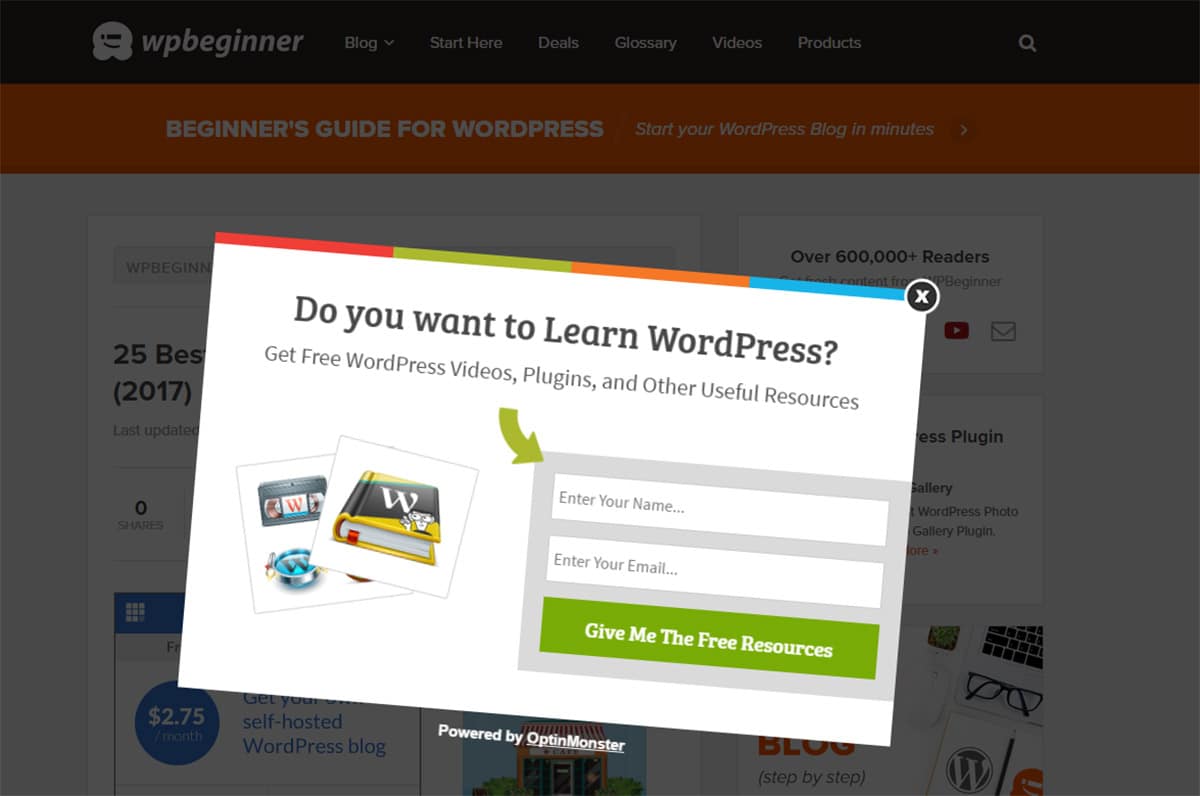 wpbeginner
Blog Start Here Deals Glossary Videos Products
BEGINNER'S GUIDE FOR WORDPRESS Start your WordPress Blog in minutes
WPBEGINN
25 Bes
(2017)
Last updated
0
SHARES
Over 600,000+ Readers
Get fresh content from WPBeginner
ress Plugin
Gallery
t WordPress Photo
Gallery Plugin.
ore »
x
Do you want to Learn WordPress?
Get Free WordPress Videos, Plugins, and Other Useful Resources
W
W
W
Enter Your Name...
Enter Your Email...
Give Me The Free Resources
Powered by OptinMonster
Fr
$2.75
/ month
Get your own
self-hosted
WordPress blog
BLOG
(step by step)